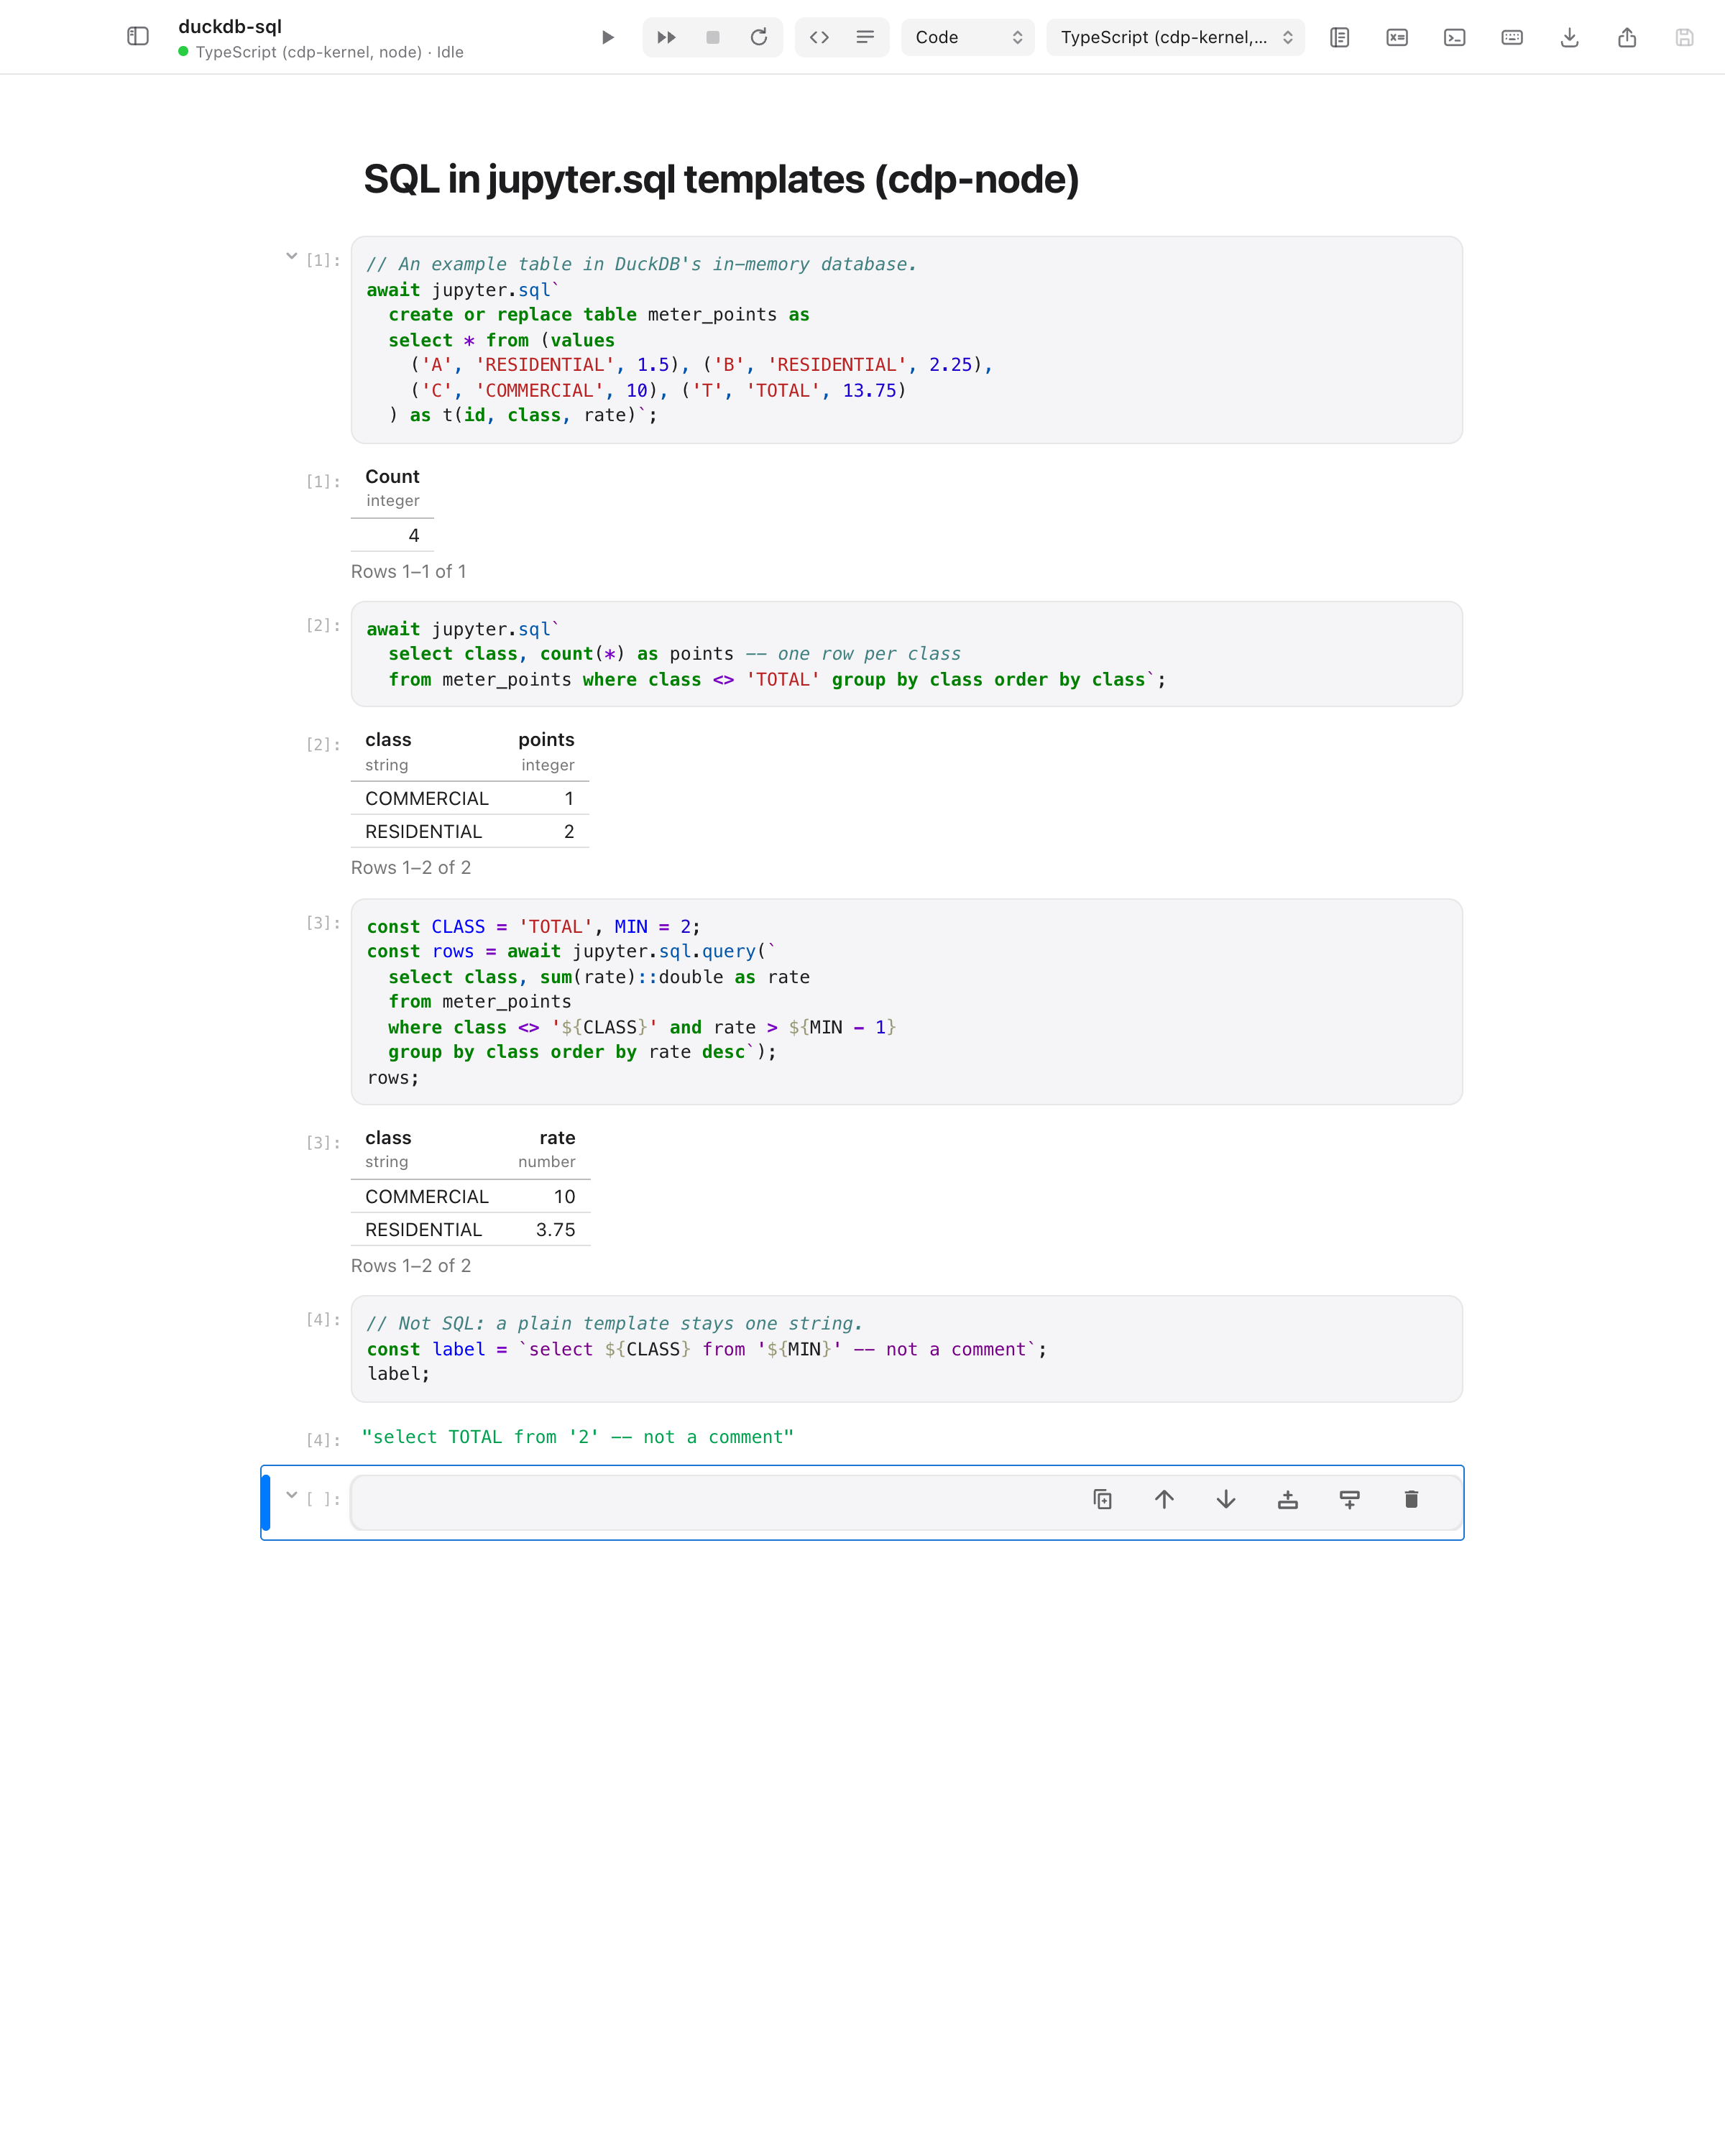 duckdb-sql
TypeScript (cdp-kernel, node) · Idle
Code
TypeScript (cdp-kernel,...
SQL in jupyter.sql templates (cdp-node)
[1]:
// An example table in DuckDB's in-memory database.
await jupyter.sql`
  create or replace table meter_points as
  select * from (values
    ('A', 'RESIDENTIAL', 1.5), ('B', 'RESIDENTIAL', 2.25),
    ('C', 'COMMERCIAL', 10), ('T', 'TOTAL', 13.75)
  ) as t(id, class, rate)`;
[1]:
Count
integer
4
Rows 1–1 of 1
[2]:
await jupyter.sql`
  select class, count(*) as points -- one row per class
  from meter_points where class <> 'TOTAL' group by class order by class`;
[2]:
class points
string integer
COMMERCIAL 1
RESIDENTIAL 2
Rows 1–2 of 2
[3]:
const CLASS = 'TOTAL', MIN = 2;
const rows = await jupyter.sql.query(`
  select class, sum(rate)::double as rate
  from meter_points
  where class <> '${CLASS}' and rate > ${MIN - 1}
  group by class order by rate desc`);
rows;
[3]:
class rate
string number
COMMERCIAL 10
RESIDENTIAL 3.75
Rows 1–2 of 2
[4]:
// Not SQL: a plain template stays one string.
const label = `select ${CLASS} from '${MIN}' -- not a comment`;
label;
[4]:
"select TOTAL from '2' -- not a comment"
[ ]: